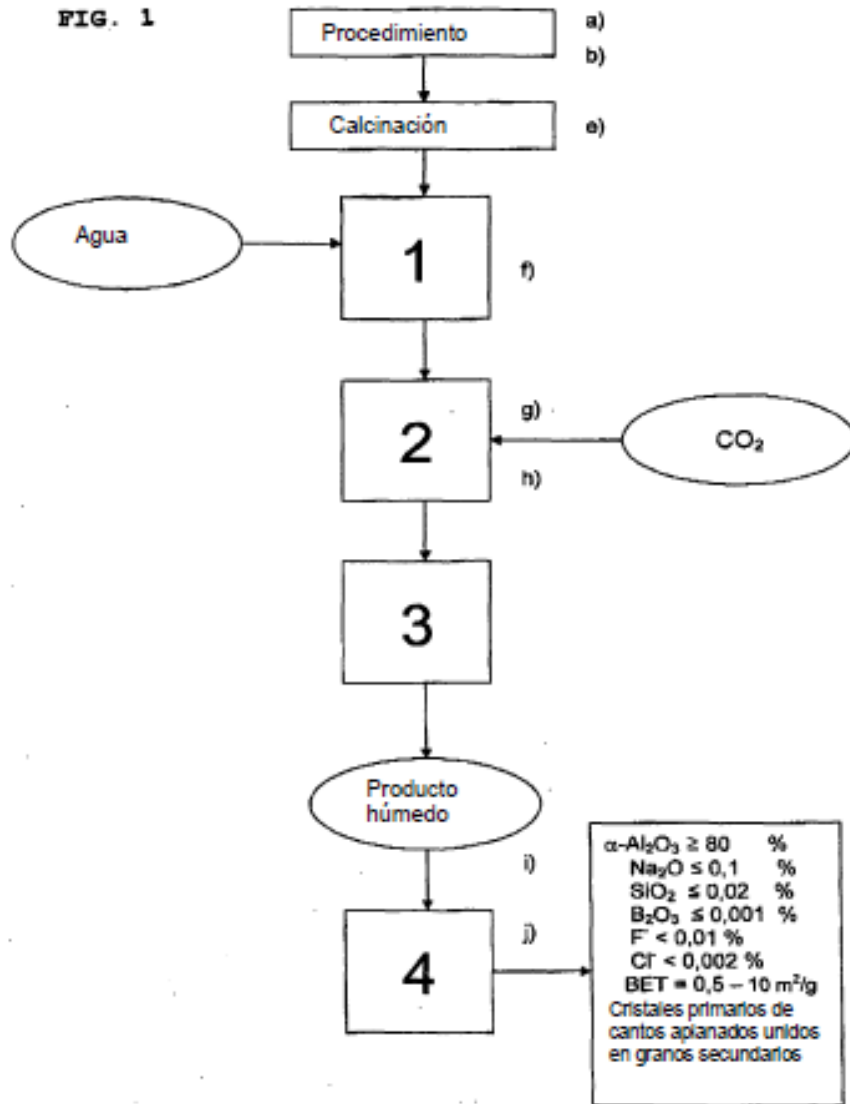 FIG. 1
Procedimiento
a)
b)
Calcinación
e)
Agua
1
f)
2
g)
CO₂
h)
3
Producto
húmedo
i)
4
j)
α-Al₂O₃ ≥ 80 %
Na₂O ≤ 0,1 %
SiO₂ ≤ 0,02 %
B₂O₃ ≤ 0,001 %
F⁻ < 0,01 %
Cl⁻ < 0,002 %
BET = 0,5 – 10 m²/g
Cristales primarios de
cantos aplanados unidos
en granos secundarios